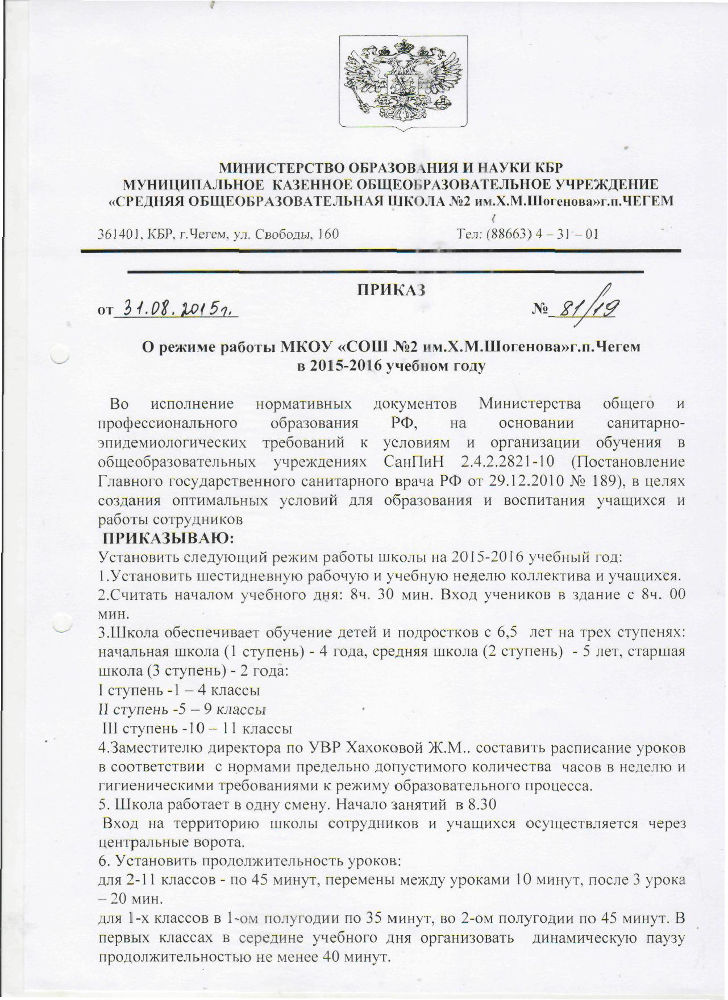 МИНИСТЕРСТВО ОБРАЗОВАНИЯ И НАУКИ КБР
МУНИЦИПАЛЬНОЕ КАЗЕННОЕ ОБЩЕОБРАЗОВАТЕЛЬНОЕ УЧРЕЖДЕНИЕ
«СРЕДНЯЯ ОБЩЕОБРАЗОВАТЕЛЬНАЯ ШКОЛА №2 им.Х.М.Шогенова»г.п.ЧЕГЕМ
361401, КБР, г.Чегем, ул. Свободы, 160 Тел: (88663) 4 – 31 – 01
ПРИКАЗ
от 31.08.2015г. № 81/19
О режиме работы МКОУ «СОШ №2 им.Х.М.Шогенова»г.п.Чегем
в 2015-2016 учебном году
Во исполнение нормативных документов Министерства общего и
профессионального образования РФ, на основании санитарно-
эпидемиологических требований к условиям и организации обучения в
общеобразовательных учреждениях СанПиН 2.4.2.2821-10 (Постановление
Главного государственного санитарного врача РФ от 29.12.2010 № 189), в целях
создания оптимальных условий для образования и воспитания учащихся и
работы сотрудников
ПРИКАЗЫВАЮ:
Установить следующий режим работы школы на 2015-2016 учебный год:
1.Установить шестидневную рабочую и учебную неделю коллектива и учащихся.
2.Считать началом учебного дня: 8ч. 30 мин. Вход учеников в здание с 8ч. 00
мин.
3.Школа обеспечивает обучение детей и подростков с 6,5 лет на трех ступенях:
начальная школа (1 ступень) - 4 года, средняя школа (2 ступень) - 5 лет, старшая
школа (3 ступень) - 2 года:
I ступень -1 – 4 классы
II ступень -5 – 9 классы
III ступень -10 – 11 классы
4.Заместителю директора по УВР Хахоковой Ж.М.. составить расписание уроков
в соответствии с нормами предельно допустимого количества часов в неделю и
гигиеническими требованиями к режиму образовательного процесса.
5. Школа работает в одну смену. Начало занятий в 8.30
Вход на территорию школы сотрудников и учащихся осуществляется через
центральные ворота.
6. Установить продолжительность уроков:
для 2-11 классов - по 45 минут, перемены между уроками 10 минут, после 3 урока
– 20 мин.
для 1-х классов в 1-ом полугодии по 35 минут, во 2-ом полугодии по 45 минут. В
первых классах в середине учебного дня организовать динамическую паузу
продолжительностью не менее 40 минут.